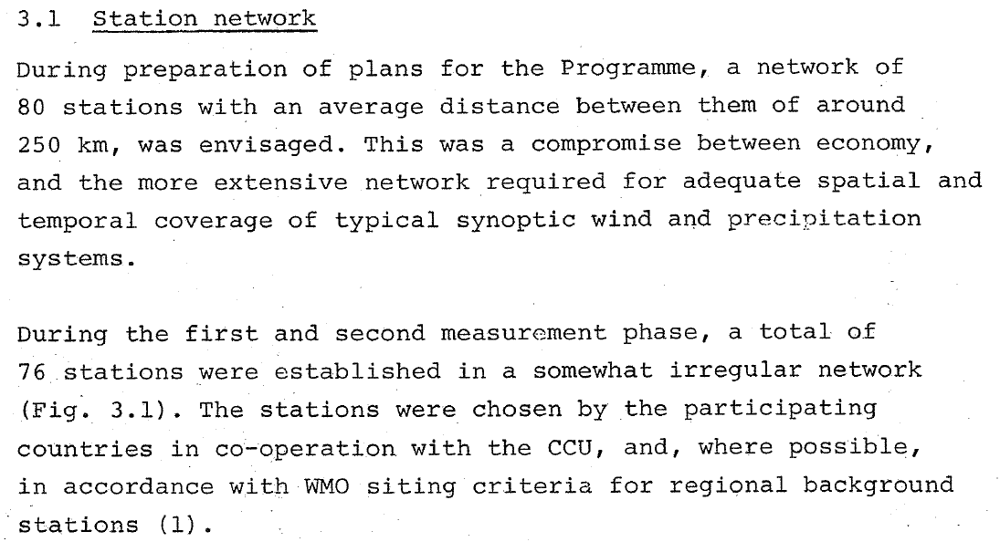 3.1 Station network
During preparation of plans for the Programme, a network of
80 stations with an average distance between them of around
250 km, was envisaged. This was a compromise between economy,
and the more extensive network required for adequate spatial and
temporal coverage of typical synoptic wind and precipitation
systems.
During the first and second measurement phase, a total of
76 stations were established in a somewhat irregular network
(Fig. 3.1). The stations were chosen by the participating
countries in co-operation with the CCU, and, where possible,
in accordance with WMO siting criteria for regional background
stations (1).